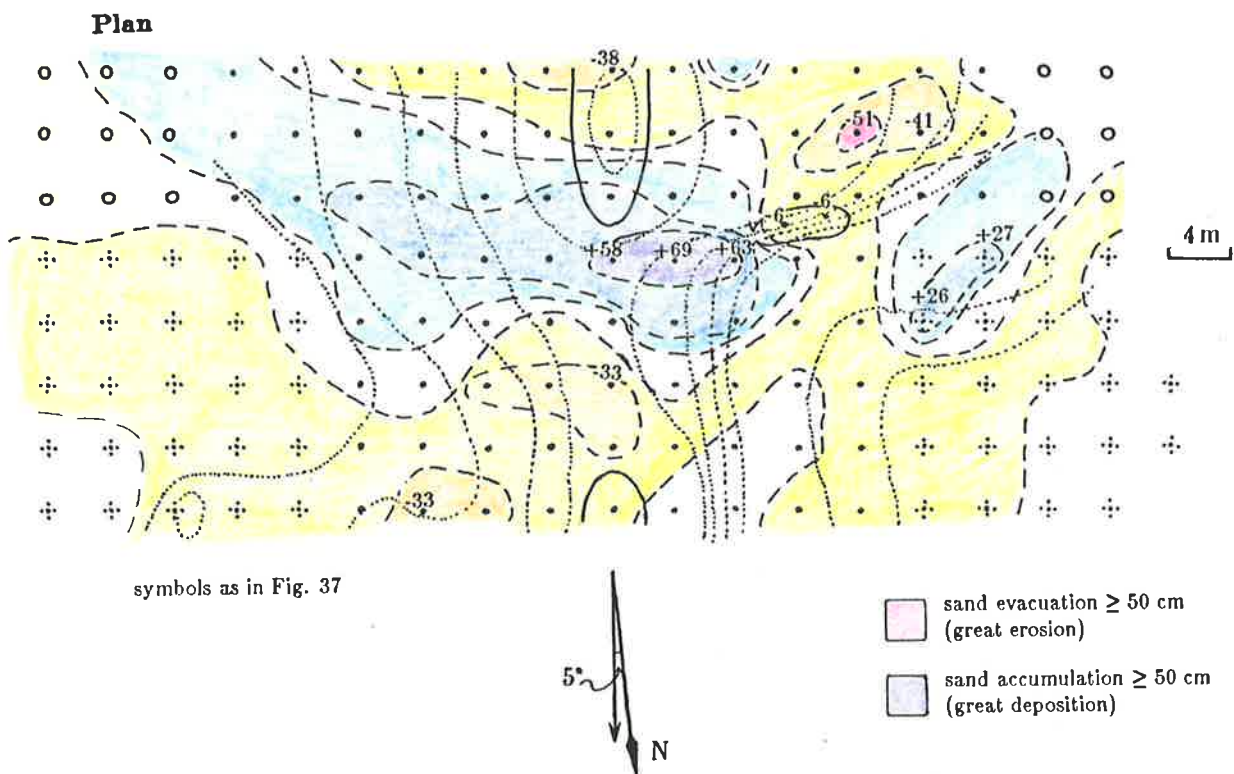 Plan
-38
-51
-41
-6
-6
+58
+69
+63
+27
+26
4 m
-33
-33
symbols as in Fig. 37
sand evacuation ≥ 50 cm
(great erosion)
5°
sand accumulation ≥ 50 cm
(great deposition)
N